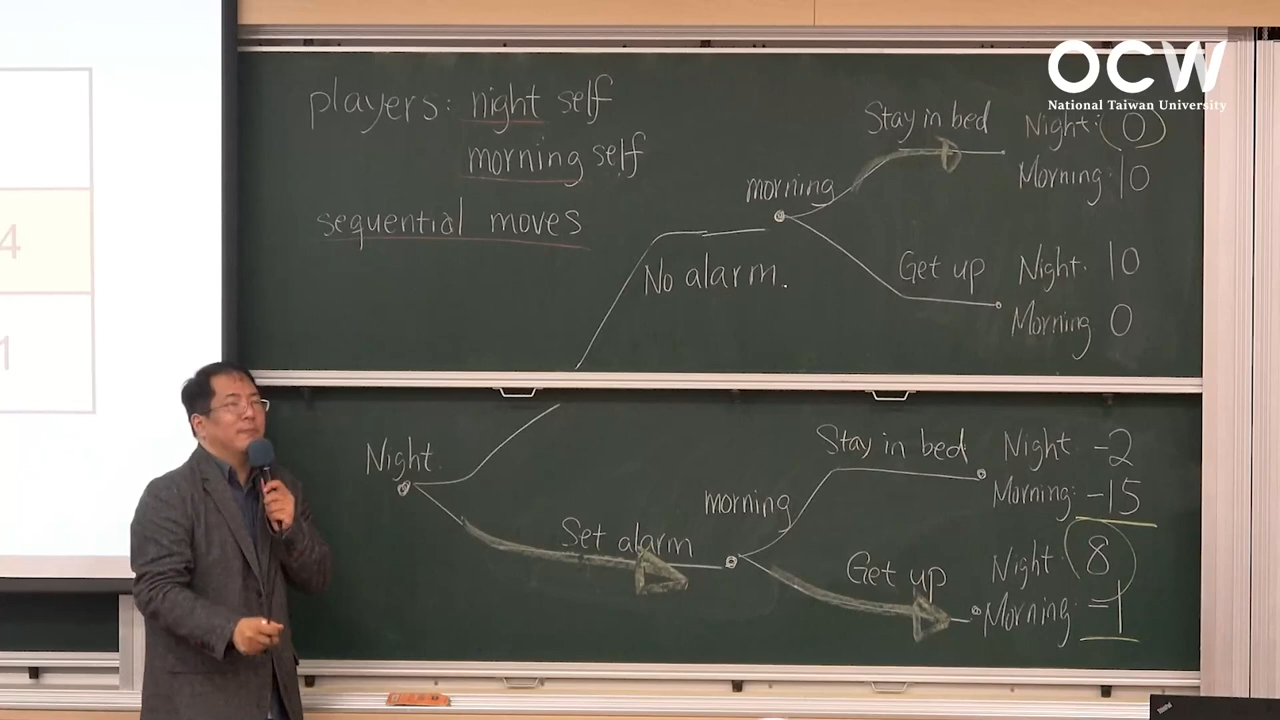 OCW
National Taiwan University
4
1
players: night self
morning self
sequential moves
Stay in bed
Night: 0
Morning: 10
morning
No alarm.
Get up
Night. 10
Morning 0
Night
Stay in bed
Night -2
Morning: -15
morning
Set alarm
Get up
Night: 8
Morning: -1